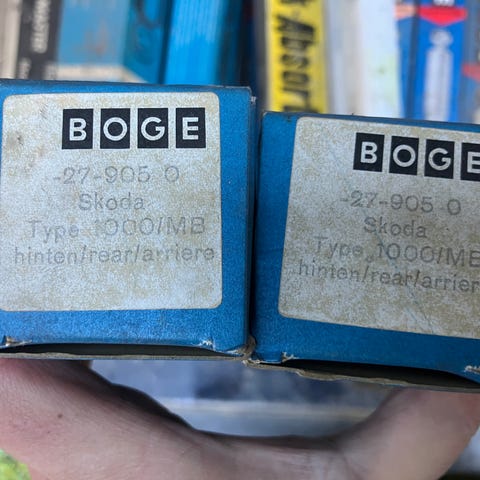 BOGE
-27-905 0
Skoda
Type 1000/MB
hinten/rear/arriere
BOGE
-27-905 0
Skoda
Type 1000/MB
hinten/rear/arriere
Absor